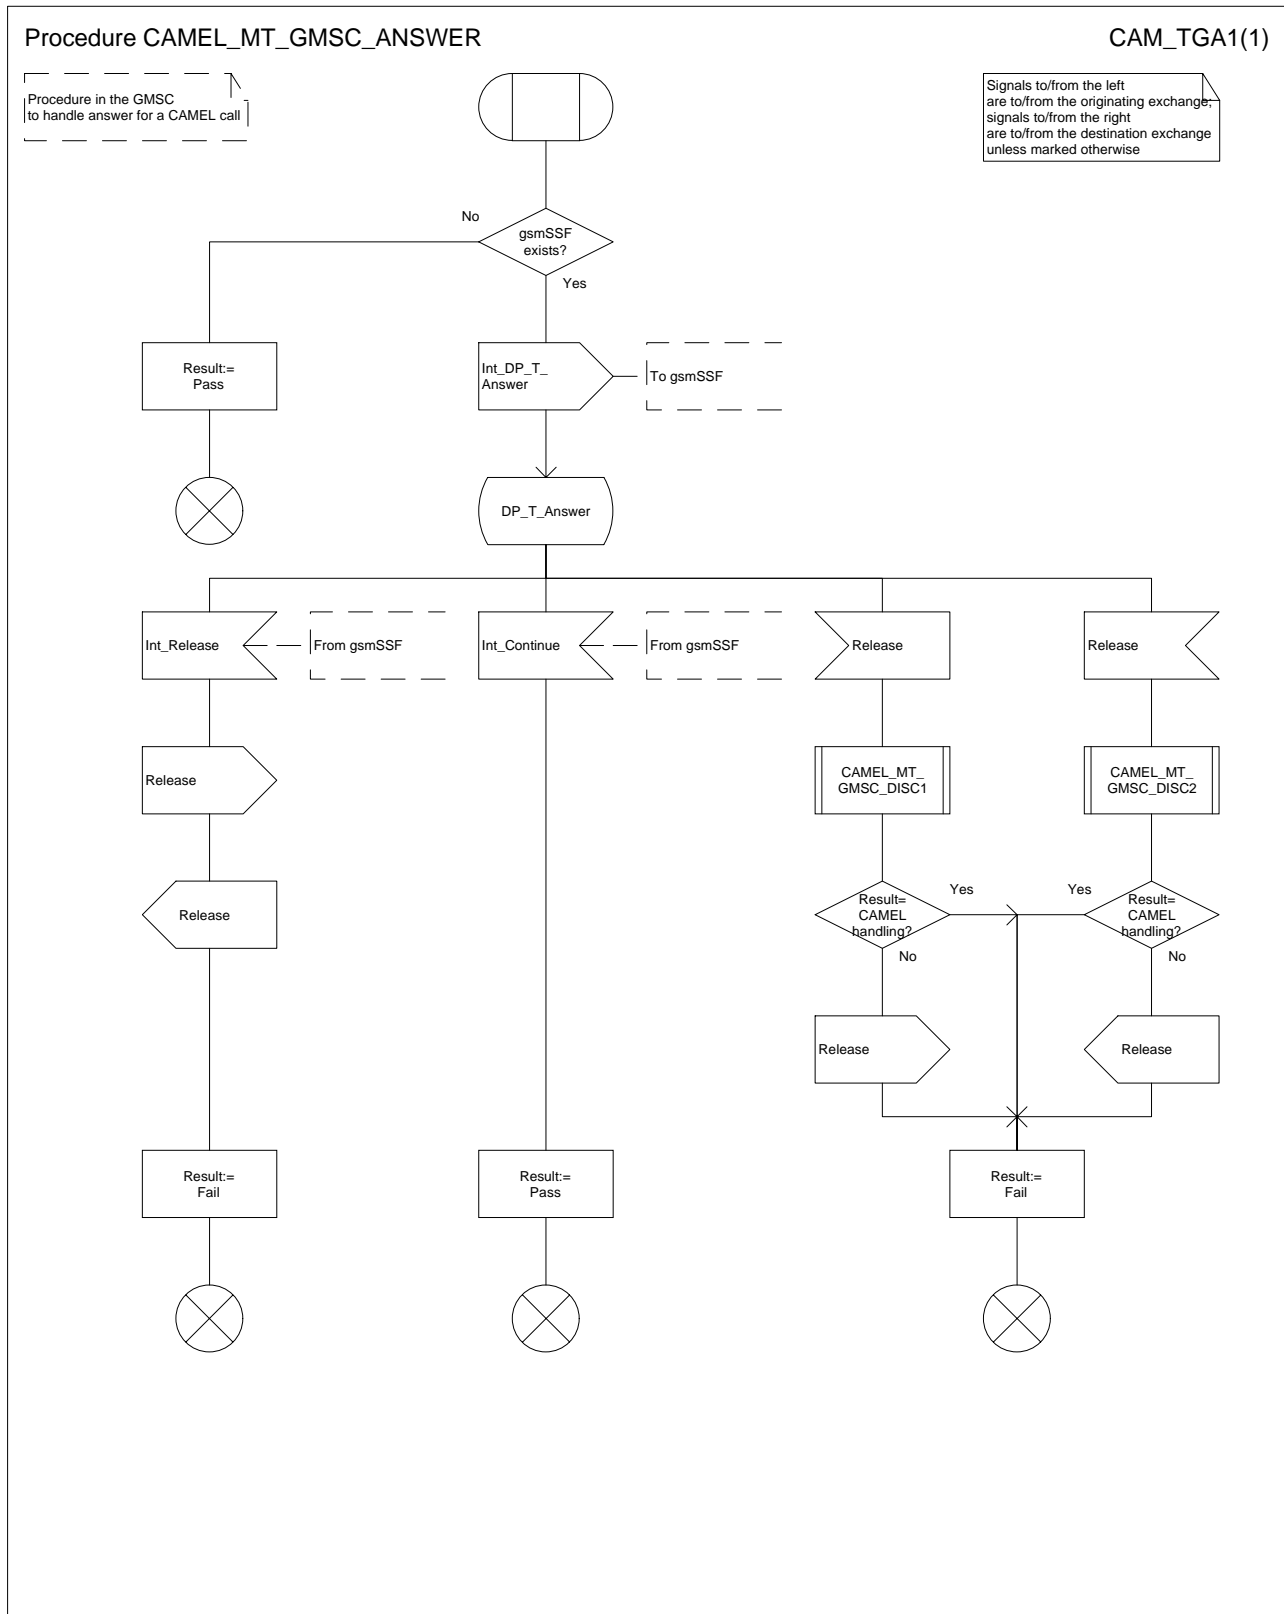 Procedure CAMEL_MT_GMSC_ANSWER
CAM_TGA1(1)
Procedure in the GMSC
to handle answer for a CAMEL call
Signals to/from the left
are to/from the originating exchange;
signals to/from the right
are to/from the destination exchange
unless marked otherwise
No
gsmSSF
exists?
Yes
Result:=
Pass
Int_DP_T_
Answer
To gsmSSF
DP_T_Answer
Int_Release
From gsmSSF
Int_Continue
From gsmSSF
Release
Release
Release
CAMEL_MT_
GMSC_DISC1
CAMEL_MT_
GMSC_DISC2
Release
Result=
CAMEL
handling?
Yes
Yes
Result=
CAMEL
handling?
No
No
Release
Release
Result:=
Fail
Result:=
Pass
Result:=
Fail